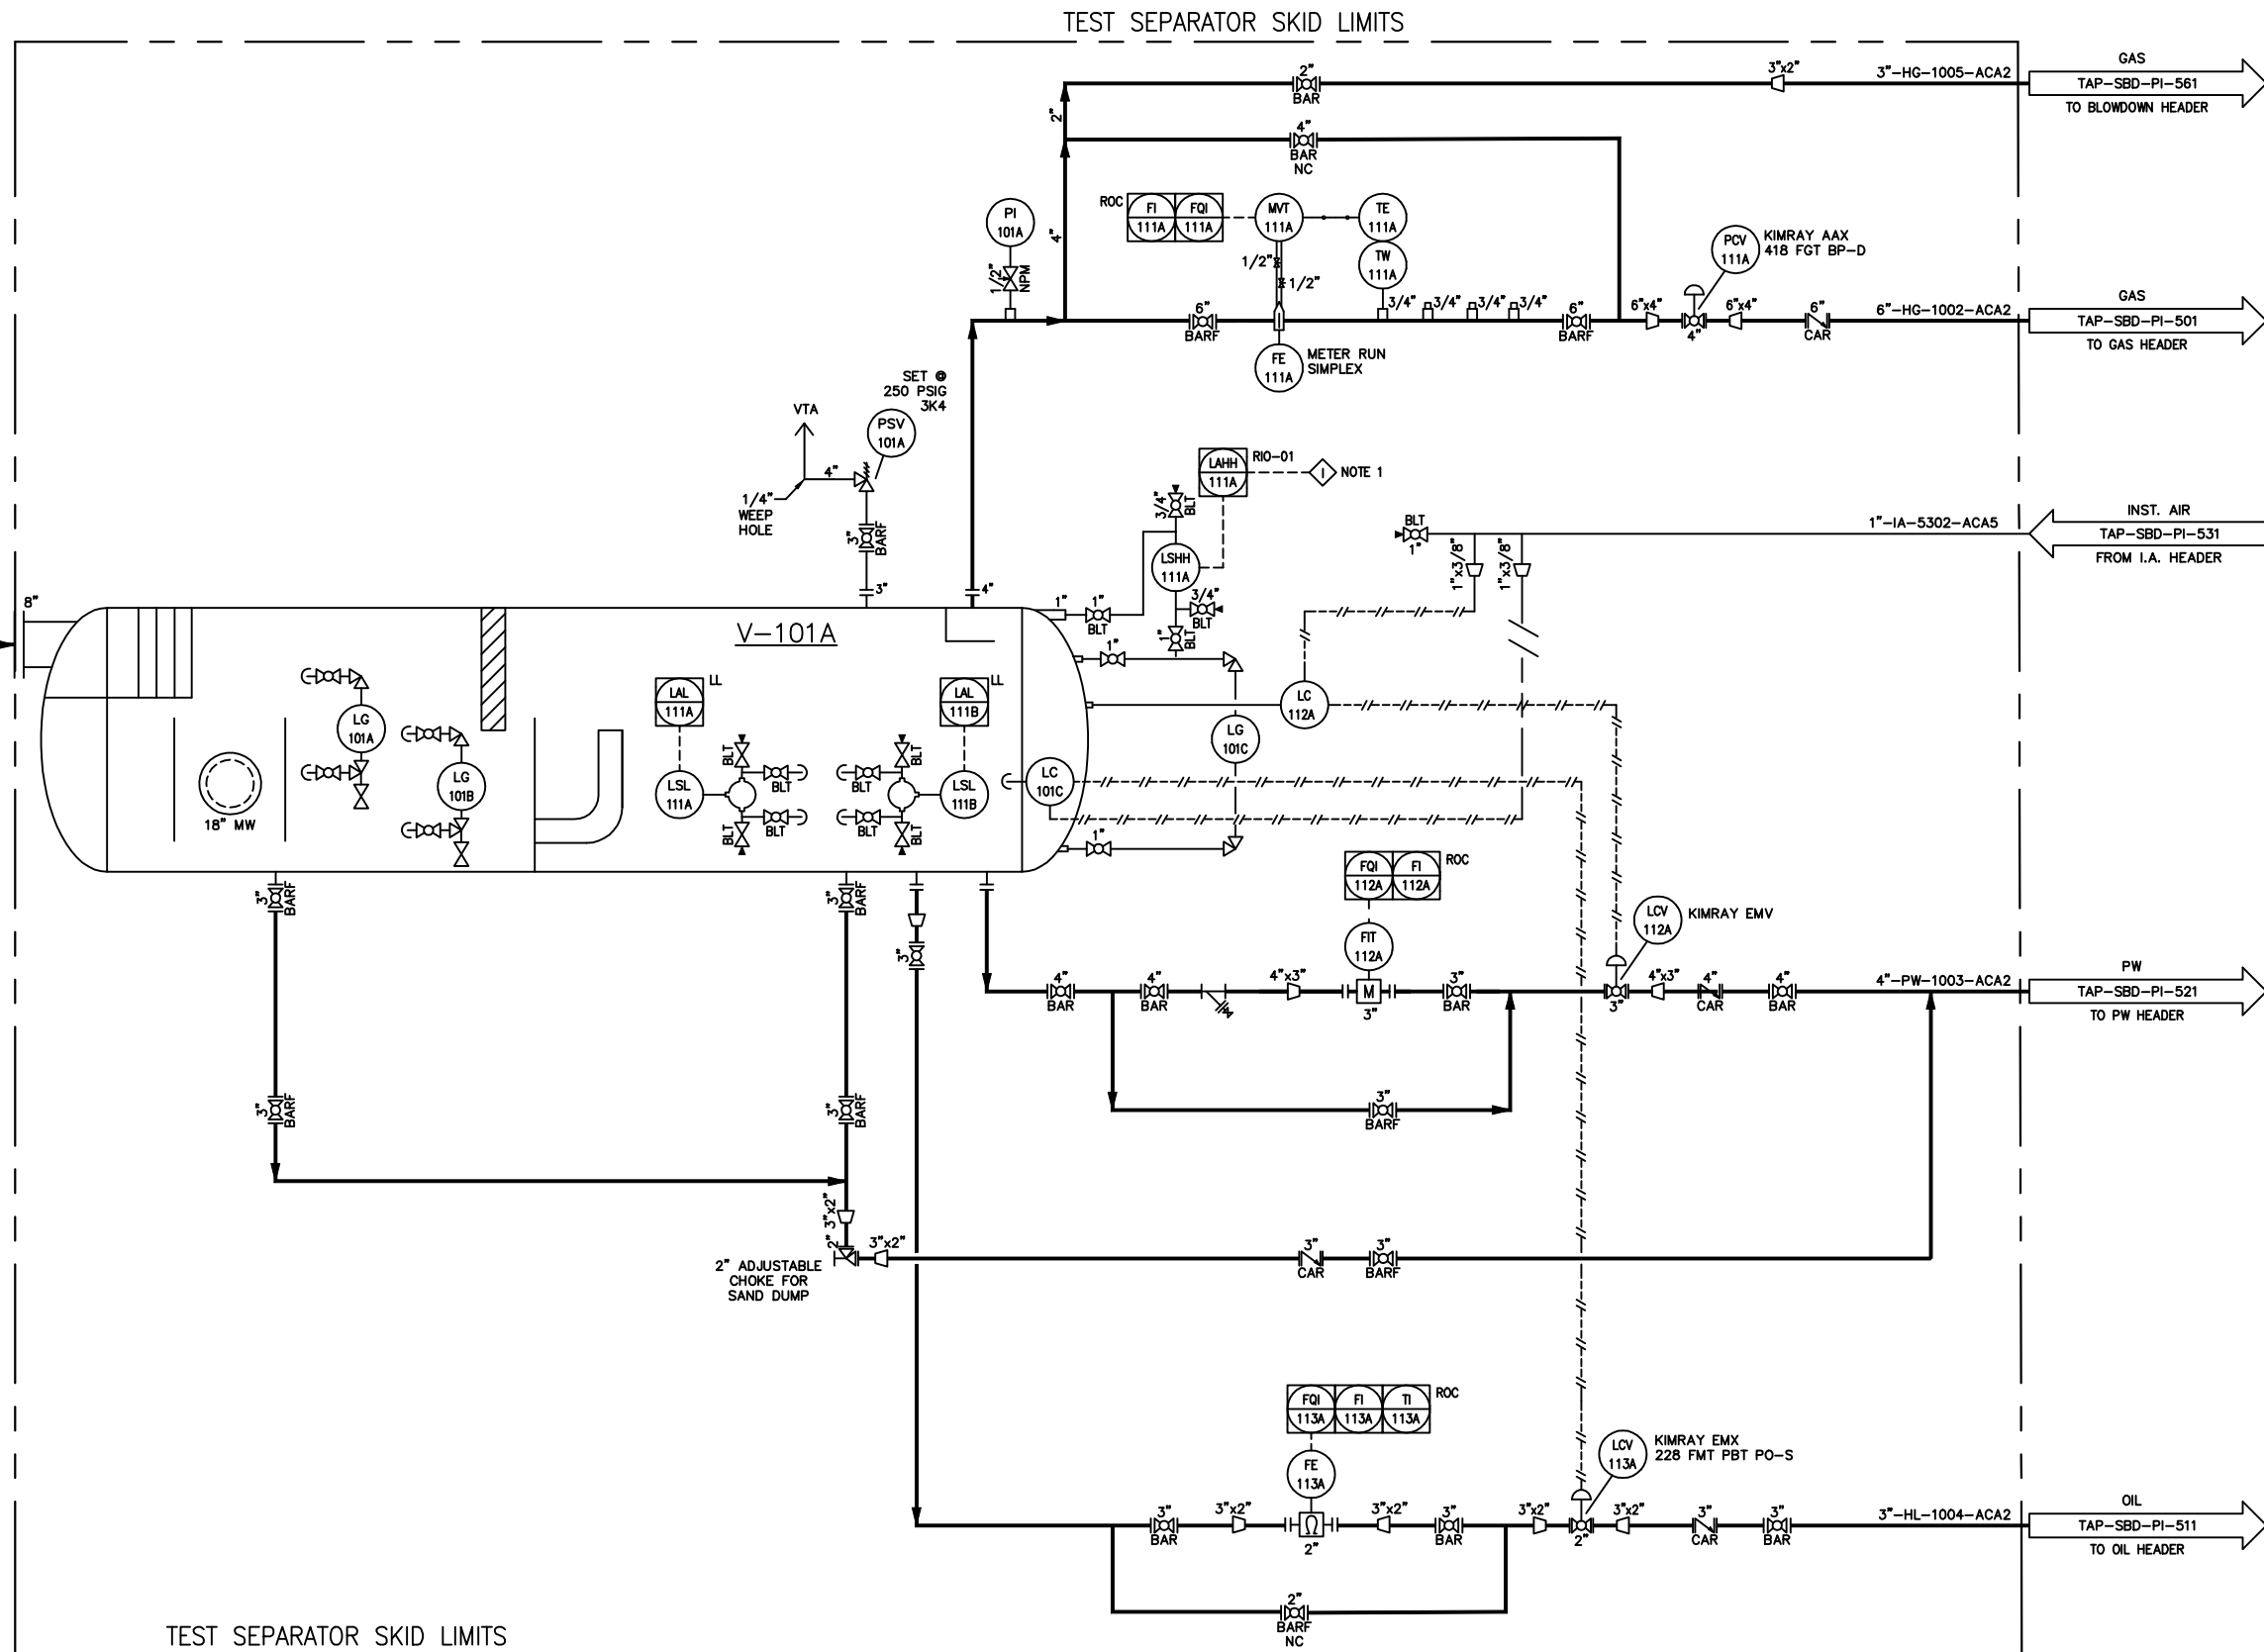 TEST SEPARATOR SKID LIMITS
2"
BAR
3"x2"
3"-HG-1005-ACA2
GAS
TAP-SBD-PI-561
TO BLOWDOWN HEADER
2"
4"
BAR
NC
4"
PI
101A
1/2"
NPM
ROC
FI
111A
FQI
111A
MVT
111A
TE
111A
TW
111A
1/2"
1/2"
3/4"
3/4"
3/4"
3/4"
6"
BARF
FE
111A
METER RUN
SIMPLEX
6"
BARF
6"x4"
4"
PCV
111A
KIMRAY AAX
418 FGT BP-D
6"x4"
6"
CAR
6"-HG-1002-ACA2
GAS
TAP-SBD-PI-501
TO GAS HEADER
SET @
250 PSIG
3K4
PSV
101A
VTA
4"
1/4"
WEEP
HOLE
3"
BARF
3"
4"
LAHH
111A
RIO-01
I
NOTE 1
3/4"
BLT
LSHH
111A
3/4"
BLT
1"
BLT
1"
1"
BLT
1"
BLT
1"
1"x3/8"
1"x3/8"
1"-IA-5302-ACA5
INST. AIR
TAP-SBD-PI-531
FROM I.A. HEADER
8"
V-101A
LG
101A
LG
101B
18" MW
LAL
111A
LL
LSL
111A
BLT
BLT
BLT
BLT
LAL
111B
LL
LSL
111B
BLT
BLT
BLT
BLT
LC
112A
LG
101C
LC
101C
1"
3"
BARF
3"
BARF
3"
BARF
3"
BARF
3"
FQI
112A
FI
112A
ROC
FIT
112A
LCV
112A
KIMRAY EMV
4"
BAR
4"
BAR
4"x3"
M
3"
3"
BAR
3"
4"x3"
4"
CAR
4"
BAR
4"-PW-1003-ACA2
PW
TAP-SBD-PI-521
TO PW HEADER
3"
BARF
3"x2"
2"
3"x2"
2" ADJUSTABLE
CHOKE FOR
SAND DUMP
3"
CAR
3"
BARF
FQI
113A
FI
113A
TI
113A
ROC
FE
113A
LCV
113A
KIMRAY EMX
228 FMT PBT PO-S
3"
BAR
3"x2"
Ω
2"
3"x2"
3"
BAR
3"x2"
2"
3"x2"
3"
CAR
3"
BAR
3"-HL-1004-ACA2
OIL
TAP-SBD-PI-511
TO OIL HEADER
2"
BARF
NC
TEST SEPARATOR SKID LIMITS